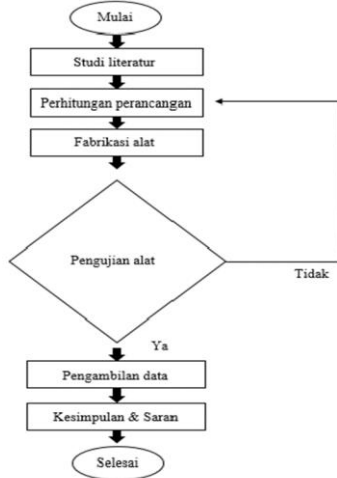 Mulai
Studi literatur
Perhitungan perancangan
Fabrikasi alat
Pengujian alat
Tidak
Ya
Pengambilan data
Kesimpulan & Saran
Selesai